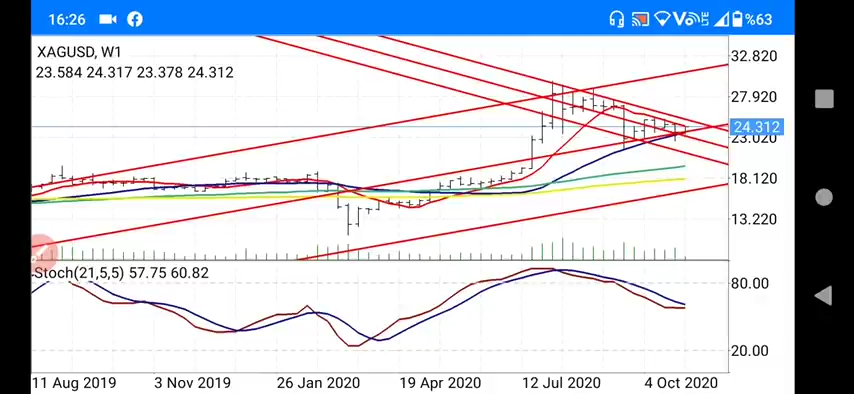 16:26
LTE
%63
XAGUSD, W1
23.584 24.317 23.378 24.312
32.820
27.920
24.312
23.020
18.120
13.220
Stoch(21,5,5) 57.75 60.82
80.00
20.00
11 Aug 2019 3 Nov 2019 26 Jan 2020 19 Apr 2020 12 Jul 2020 4 Oct 2020